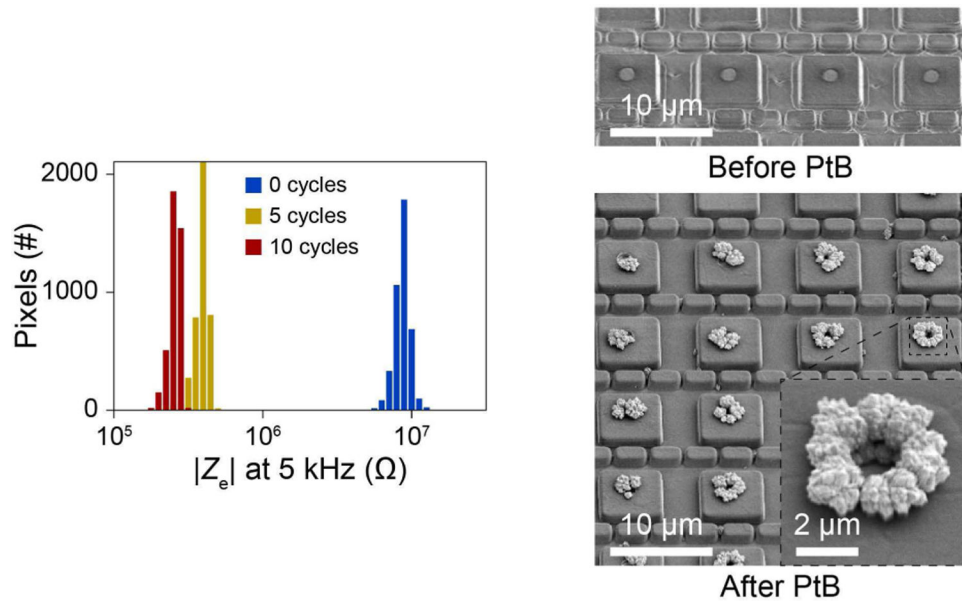 2000
1000
0
Pixels (#)
0 cycles
5 cycles
10 cycles
10⁵
10⁶
10⁷
|Zₑ| at 5 kHz (Ω)
10 µm
Before PtB
10 µm
2 µm
After PtB